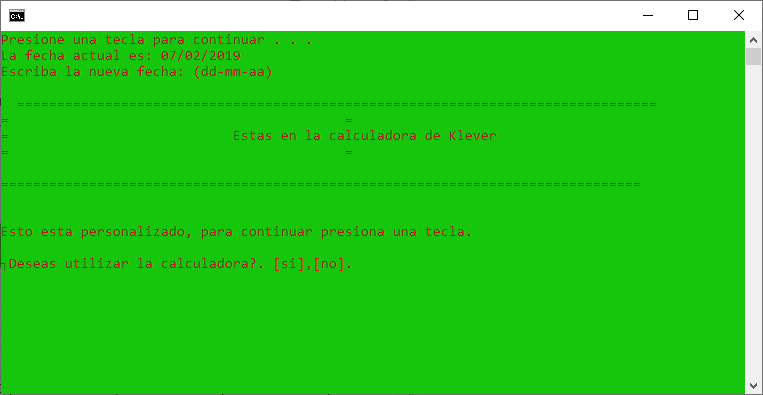 Presione una tecla para continuar . . .
La fecha actual es: 07/02/2019
Escriba la nueva fecha: (dd-mm-aa)
================================================================================
=                                          =
=                            Estas en la calculadora de Klever
=                                          =
================================================================================
Esto esta personalizado, para continuar presiona una tecla.
┐Deseas utilizar la calculadora?. [si],[no].